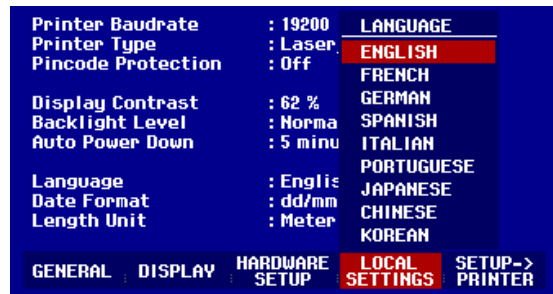 Printer Baudrate : 19200
Printer Type : Laser
Pincode Protection : Off
Display Contrast : 62 %
Backlight Level : Norma
Auto Power Down : 5 minu
Language : Englis
Date Format : dd/mm
Length Unit : Meter
LANGUAGE
ENGLISH
FRENCH
GERMAN
SPANISH
ITALIAN
PORTUGUESE
JAPANESE
CHINESE
KOREAN
GENERAL DISPLAY HARDWARE SETUP LOCAL SETTINGS SETUP-> PRINTER